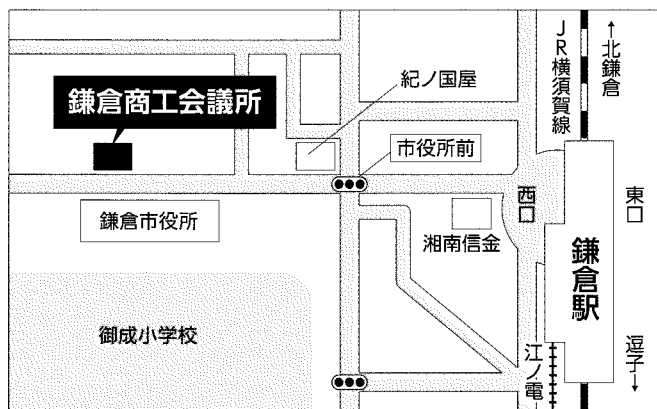 鎌倉商工会議所
紀ノ国屋
市役所前
鎌倉市役所
湘南信金
御成小学校
JR横須賀線
↑北鎌倉
西口
東口
鎌倉駅
江ノ電
逗子↓